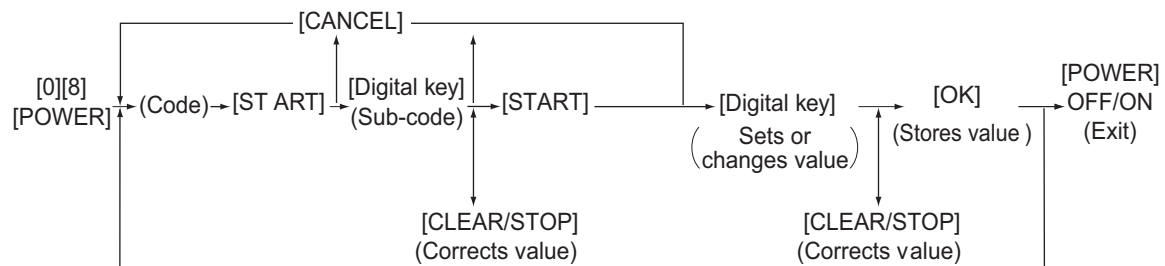 [CANCEL]
[0][8]
[POWER]
(Code)
[ST ART]
[Digital key]
(Sub-code)
[START]
[Digital key]
(Sets or
changes value)
[OK]
(Stores value )
[POWER]
OFF/ON
(Exit)
[CLEAR/STOP]
(Corrects value)
[CLEAR/STOP]
(Corrects value)